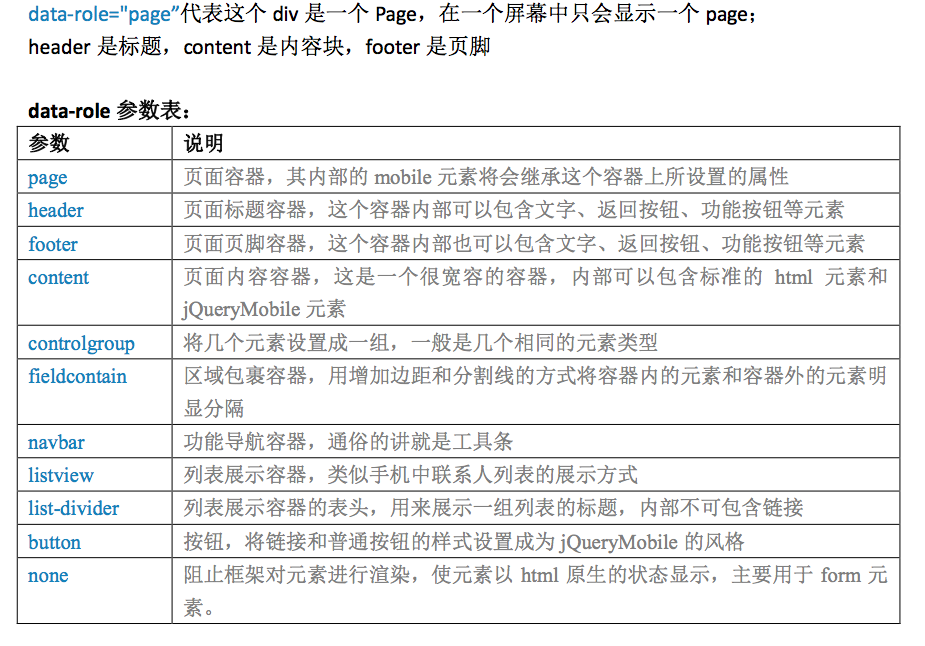 data-role="page”代表这个 div 是一个 Page，在一个屏幕中只会显示一个 page；
header 是标题，content 是内容块，footer 是页脚
data-role 参数表：
参数 说明
page 页面容器，其内部的 mobile 元素将会继承这个容器上所设置的属性
header 页面标题容器，这个容器内部可以包含文字、返回按钮、功能按钮等元素
footer 页面页脚容器，这个容器内部也可以包含文字、返回按钮、功能按钮等元素
content 页面内容容器，这是一个很宽容的容器，内部可以包含标准的 html 元素和
jQueryMobile 元素
controlgroup 将几个元素设置成一组，一般是几个相同的元素类型
fieldcontain 区域包裹容器，用增加边距和分割线的方式将容器内的元素和容器外的元素明
显分隔
navbar 功能导航容器，通俗的讲就是工具条
listview 列表展示容器，类似手机中联系人列表的展示方式
list-divider 列表展示容器的表头，用来展示一组列表的标题，内部不可包含链接
button 按钮，将链接和普通按钮的样式设置成为 jQueryMobile 的风格
none 阻止框架对元素进行渲染，使元素以 html 原生的状态显示，主要用于 form 元
素。